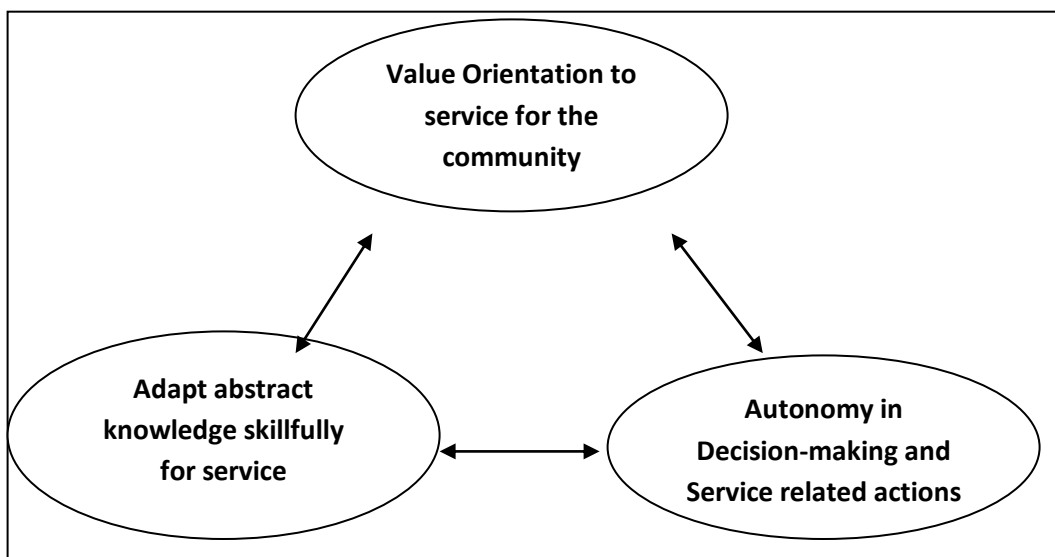 Value Orientation to
service for the
community
Adapt abstract
knowledge skillfully
for service
Autonomy in
Decision-making and
Service related actions